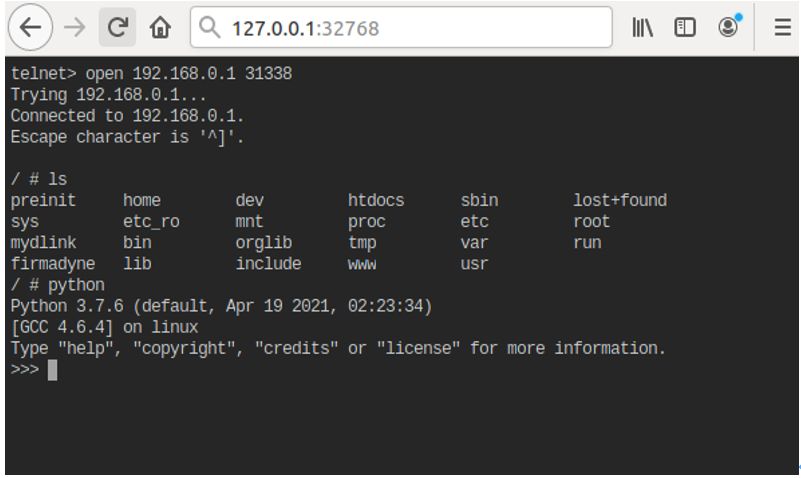 127.0.0.1:32768
telnet> open 192.168.0.1 31338
Trying 192.168.0.1...
Connected to 192.168.0.1.
Escape character is '^]'.
/ # ls
preinit home dev htdocs sbin lost+found
sys etc_ro mnt proc etc root
mydlink bin orglib tmp var run
firmadyne lib include www usr
/ # python
Python 3.7.6 (default, Apr 19 2021, 02:23:34)
[GCC 4.6.4] on linux
Type "help", "copyright", "credits" or "license" for more information.
>>>